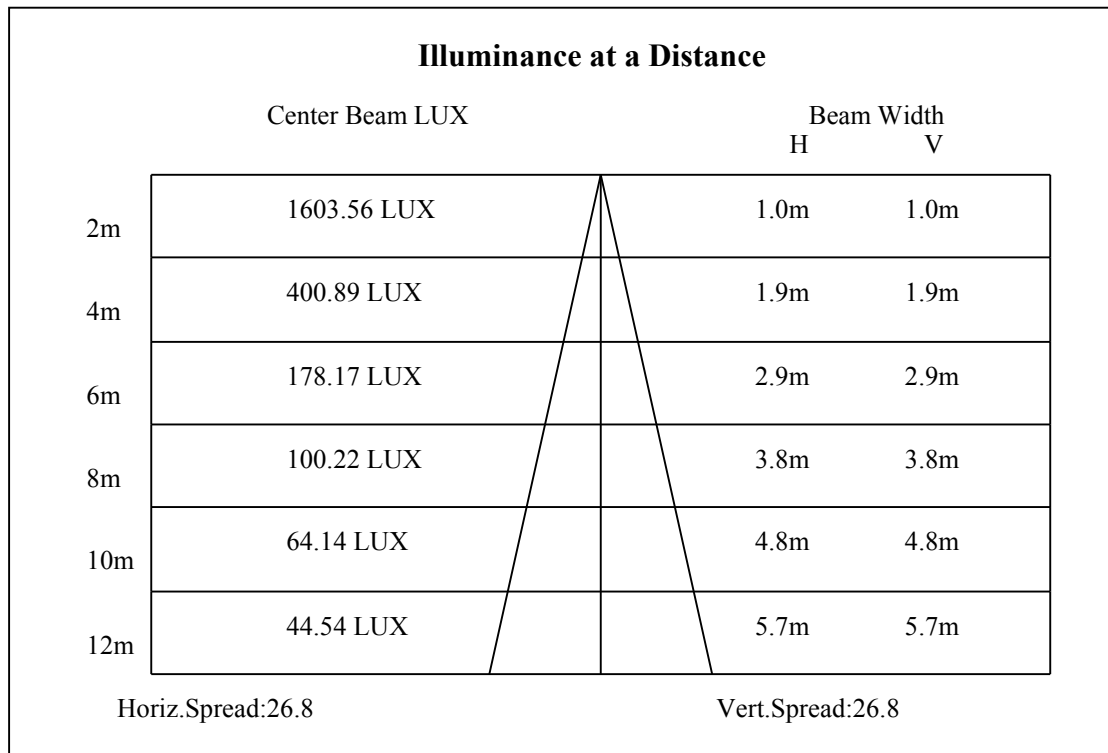 Illuminance at a Distance
Center Beam LUX Beam Width
H V
2m 1603.56 LUX 1.0m 1.0m
4m 400.89 LUX 1.9m 1.9m
6m 178.17 LUX 2.9m 2.9m
8m 100.22 LUX 3.8m 3.8m
10m 64.14 LUX 4.8m 4.8m
12m 44.54 LUX 5.7m 5.7m
Horiz.Spread:26.8 Vert.Spread:26.8